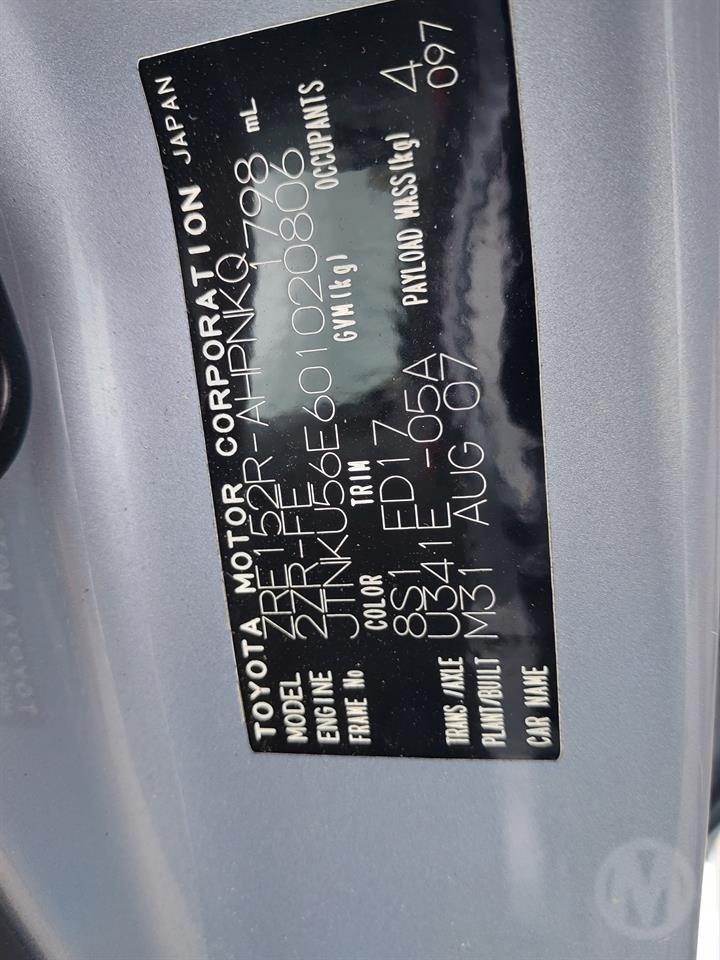 TOYOTA MOTOR CORPORATION JAPAN
MODEL ZRE152R-AHPNKQ
ENGINE 2ZR-FE 1798 mL
FRAME No JTNKU56E601020806
COLOR TRIM GVM(kg) OCCUPANTS
8S1 FD17 4
TRANS./AXLE U341E -05A PAYLOAD MASS(kg) 097
PLANT/BUILT M31 AUG 07
CAR NAME
M